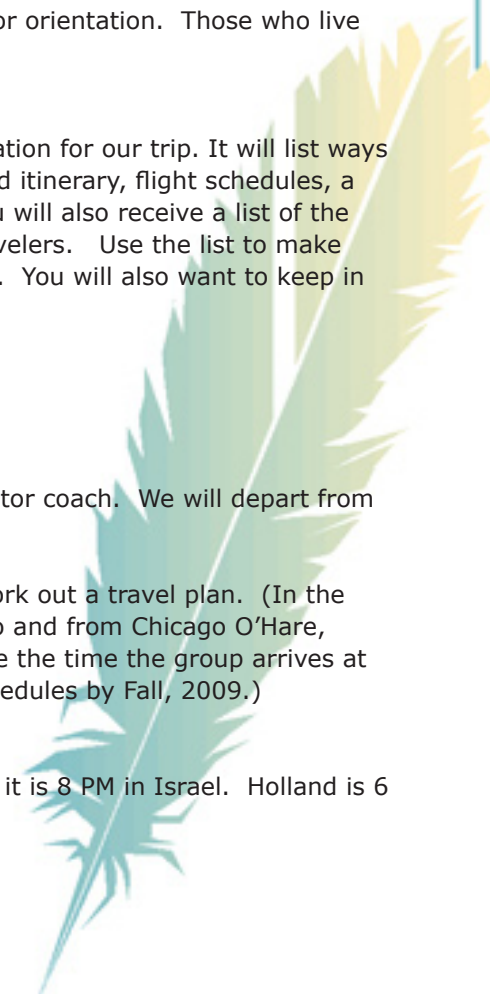 or orientation.  Those who live
ation for our trip. It will list ways
d itinerary, flight schedules, a
u will also receive a list of the
velers.   Use the list to make
.  You will also want to keep in
tor coach.  We will depart from
ork out a travel plan.  (In the
o and from Chicago O’Hare,
e the time the group arrives at
hedules by Fall, 2009.)
it is 8 PM in Israel.  Holland is 6